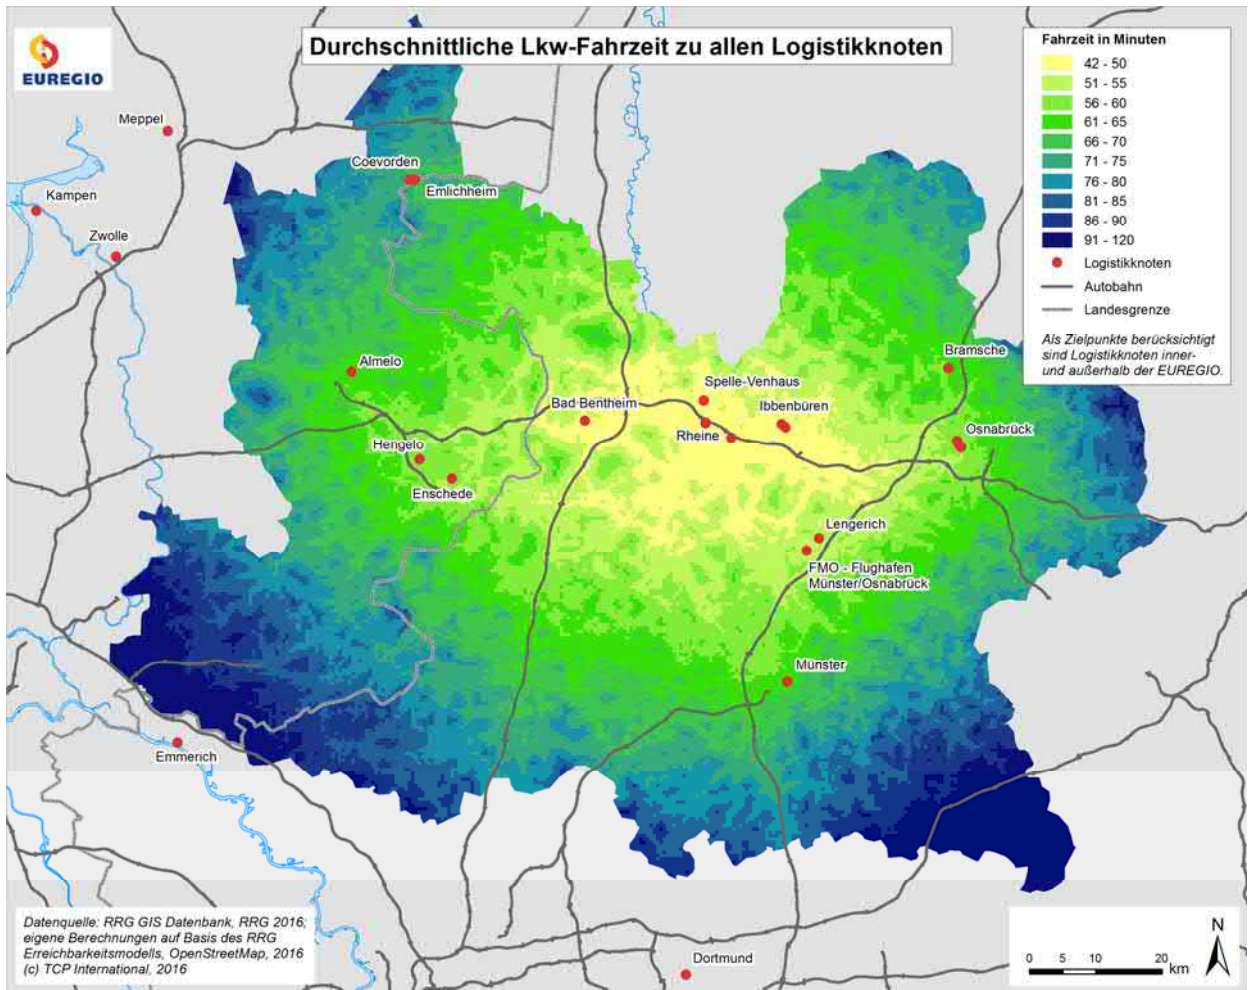 EUREGIO
Durchschnittliche Lkw-Fahrzeit zu allen Logistikknoten
Fahrzeit in Minuten
42 - 50
51 - 55
56 - 60
61 - 65
66 - 70
71 - 75
76 - 80
81 - 85
86 - 90
91 - 120
Logistikknoten
Autobahn
Landesgrenze
Als Zielpunkte berücksichtigt
sind Logistikknoten inner-
und außerhalb der EUREGIO.
Meppel
Coevorden
Emlichheim
Kampen
Zwolle
Almelo
Bramsche
Spelle-Venhaus
Bad Bentheim
Ibbenbüren
Rheine
Osnabrück
Hengelo
Enschede
Lengerich
FMO - Flughafen
Münster/Osnabrück
Münster
Emmerich
Dortmund
Datenquelle: RRG GIS Datenbank, RRG 2016;
eigene Berechnungen auf Basis des RRG
Erreichbarkeitsmodells, OpenStreetMap, 2016
(c) TCP International, 2016
N
0 5 10 20
km